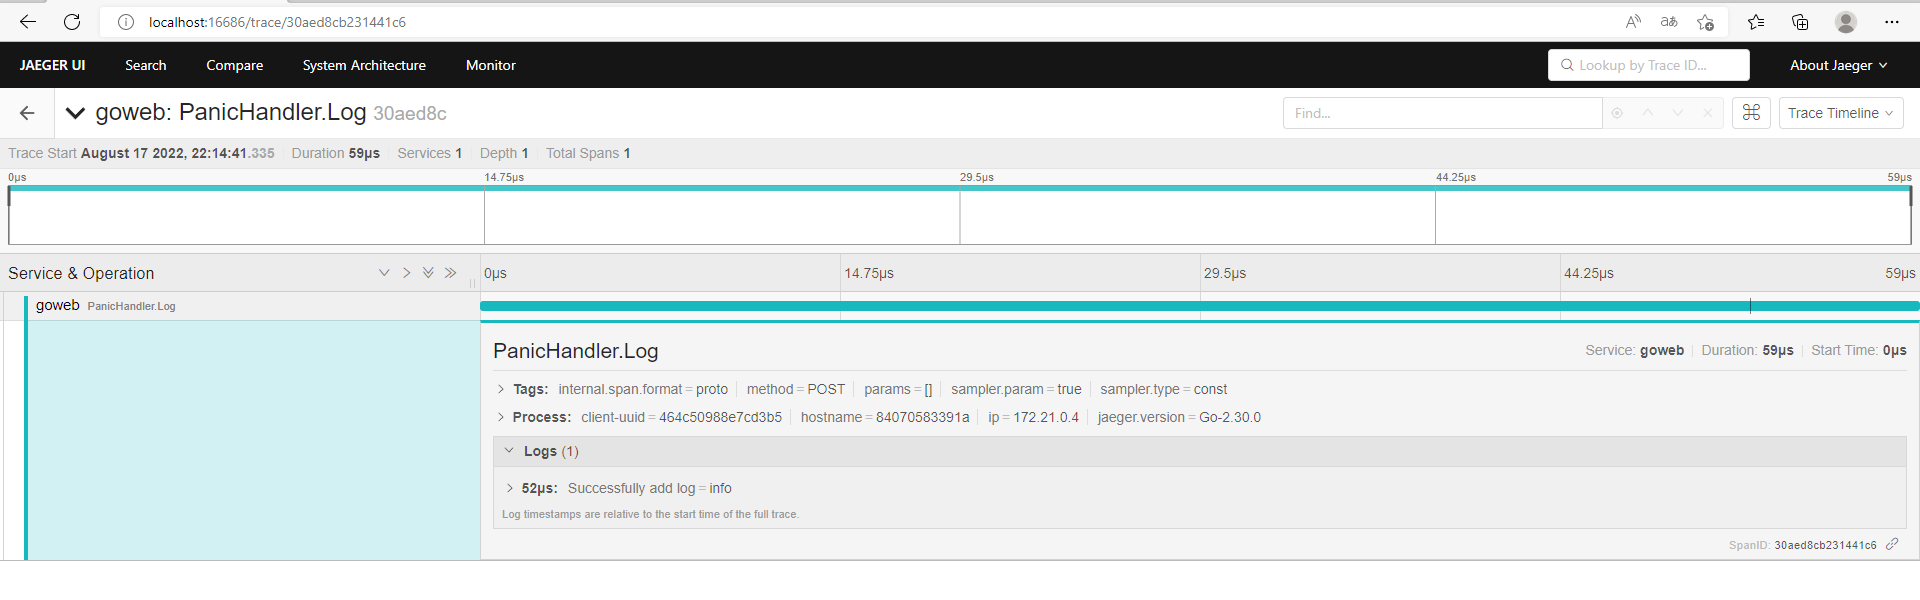 localhost:16686/trace/30aed8cb231441c6
JAEGER UI Search Compare System Architecture Monitor Lookup by Trace ID... About Jaeger
goweb: PanicHandler.Log 30aed8c Find... Trace Timeline
Trace Start August 17 2022, 22:14:41.335 Duration 59μs Services 1 Depth 1 Total Spans 1
0μs 14.75μs 29.5μs 44.25μs 59μs
Service & Operation 0μs 14.75μs 29.5μs 44.25μs 59μs
goweb PanicHandler.Log
PanicHandler.Log Service: goweb Duration: 59μs Start Time: 0μs
Tags: internal.span.format = proto method = POST params = [] sampler.param = true sampler.type = const
Process: client-uuid = 464c50988e7cd3b5 hostname = 84070583391a ip = 172.21.0.4 jaeger.version = Go-2.30.0
Logs (1)
52μs: Successfully add log = info
Log timestamps are relative to the start time of the full trace.
SpanID: 30aed8cb231441c6